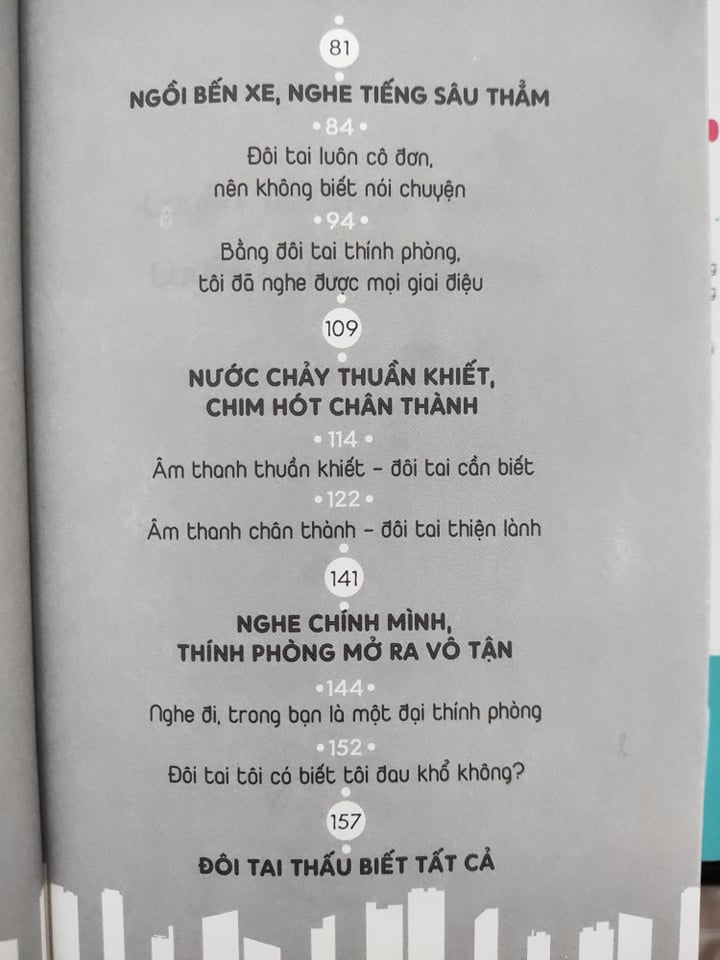 81
NGỒI BẾN XE, NGHE TIẾNG SÂU THẲM
•84•
Đôi tai luôn cô đơn,
nên không biết nói chuyện
•94•
Bằng đôi tai thính phòng,
tôi đã nghe được mọi giai điệu
109
NƯỚC CHẢY THUẦN KHIẾT,
CHIM HÓT CHÂN THÀNH
•114•
Âm thanh thuần khiết – đôi tai cần biết
•122•
Âm thanh chân thành – đôi tai thiện lành
141
NGHE CHÍNH MÌNH,
THÍNH PHÒNG MỞ RA VÔ TẬN
•144•
Nghe đi, trong bạn là một đại thính phòng
•152•
Đôi tai tôi có biết tôi đau khổ không?
157
ĐÔI TAI THẤU BIẾT TẤT CẢ